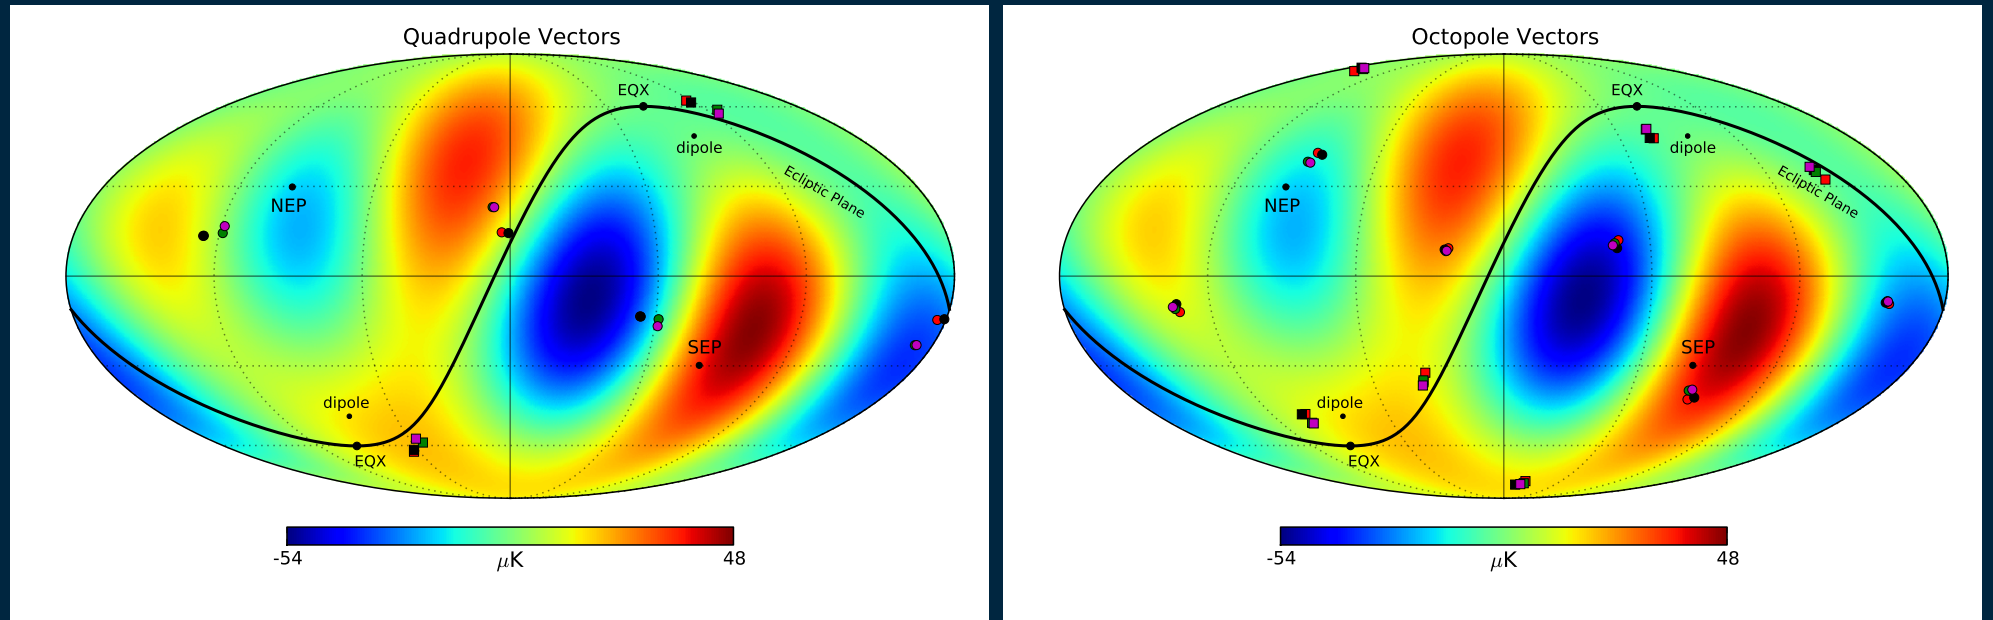 Quadrupole Vectors
EQX
dipole
Ecliptic Plane
NEP
SEP
dipole
EQX
-54
48
μK
Octopole Vectors
EQX
dipole
Ecliptic Plane
NEP
SEP
dipole
EQX
-54
48
μK